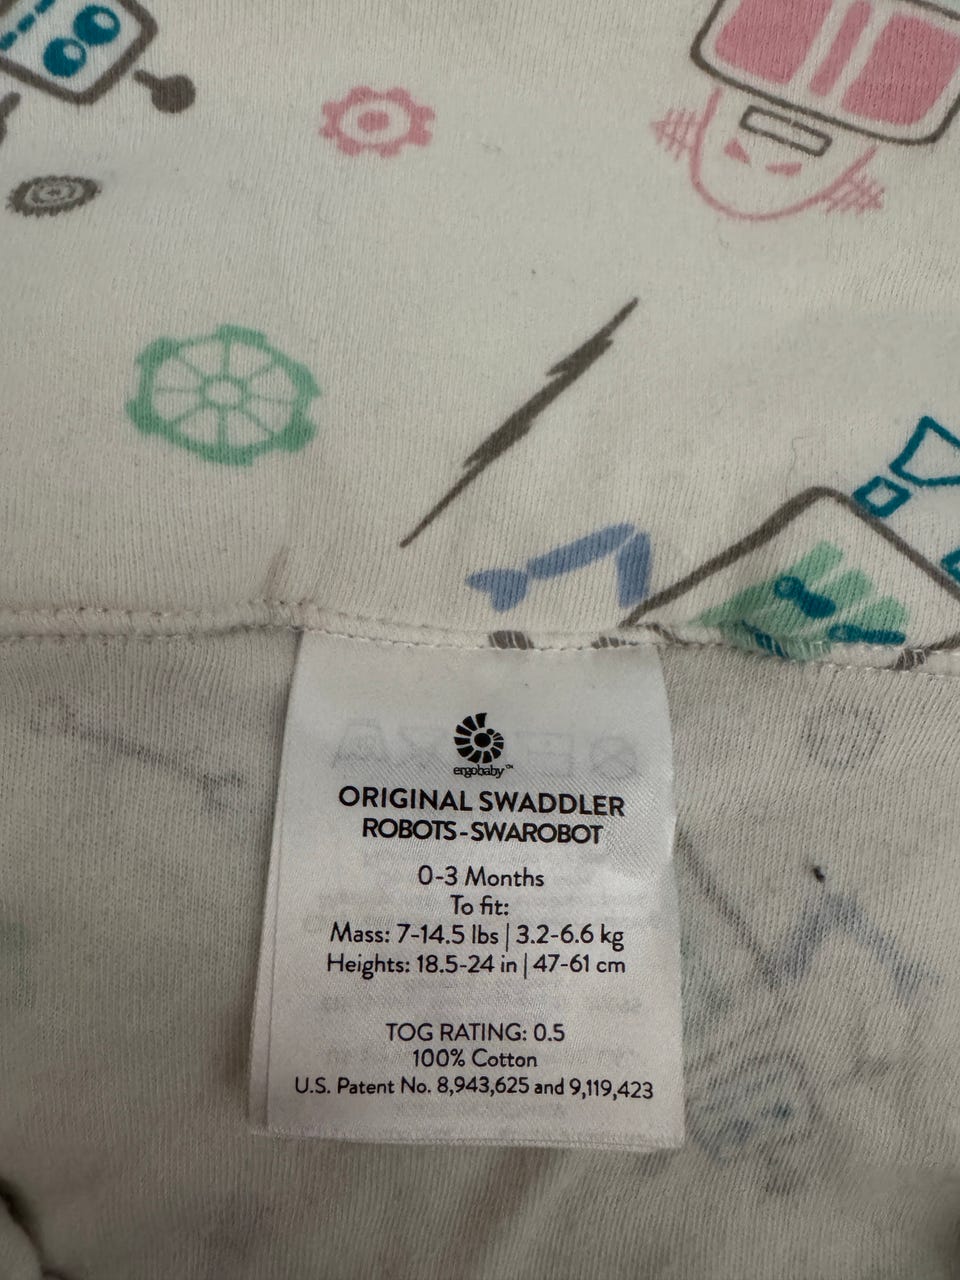 ergobaby™
ORIGINAL SWADDLER
ROBOTS-SWAROBOT
0-3 Months
To fit:
Mass: 7-14.5 lbs | 3.2-6.6 kg
Heights: 18.5-24 in | 47-61 cm
TOG RATING: 0.5
100% Cotton
U.S. Patent No. 8,943,625 and 9,119,423